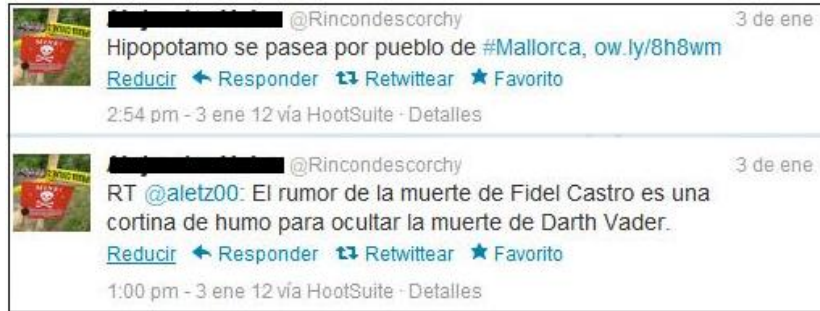 @Rincondescorchy 3 de ene
Hipopotamo se pasea por pueblo de #Mallorca, ow.ly/8h8wm
Reducir Responder Retwittear Favorito
2:54 pm - 3 ene 12 vía HootSuite · Detalles
@Rincondescorchy 3 de ene
RT @aletz00: El rumor de la muerte de Fidel Castro es una
cortina de humo para ocultar la muerte de Darth Vader.
Reducir Responder Retwittear Favorito
1:00 pm - 3 ene 12 vía HootSuite · Detalles